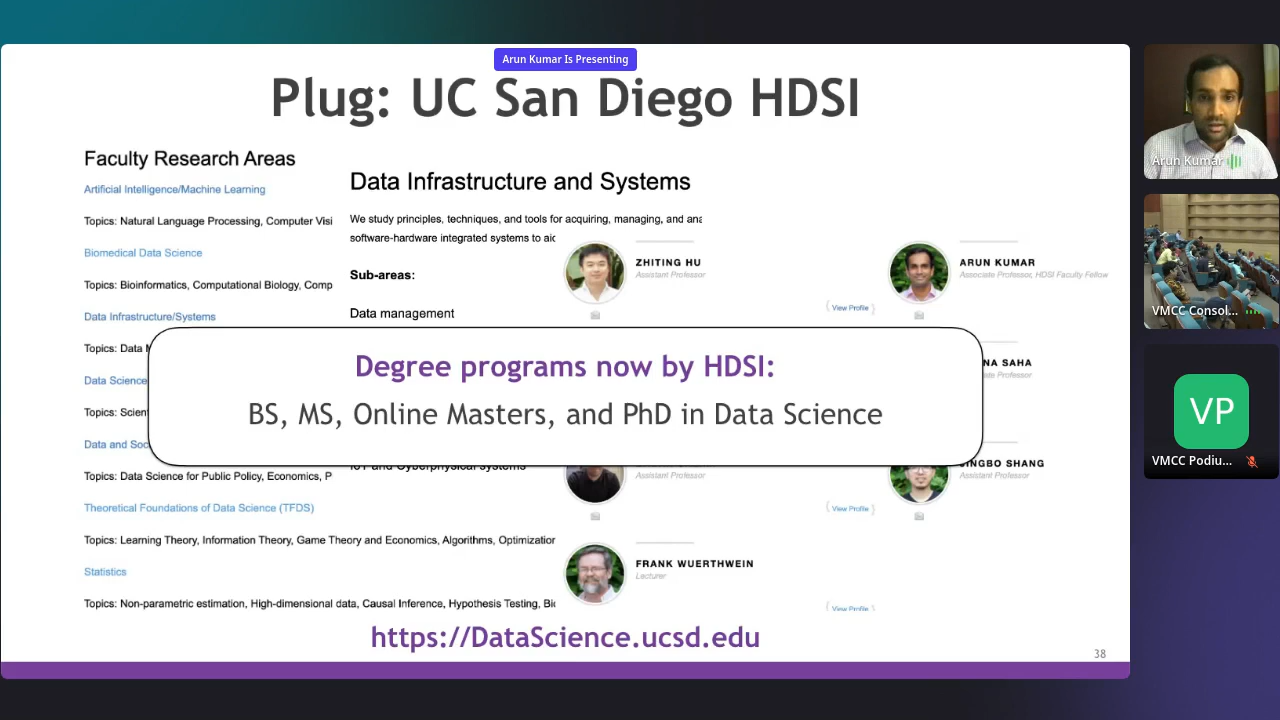 Arun Kumar Is Presenting
Plug: UC San Diego HDSI
Faculty Research Areas
Artificial Intelligence/Machine Learning
Topics: Natural Language Processing, Computer Visi
Biomedical Data Science
Topics: Bioinformatics, Computational Biology, Comp
Data Infrastructure/Systems
Topics: Data
Data Science
Topics: Scien
Data and Soc
Topics: Data Science for Public Policy, Economics, P
Theoretical Foundations of Data Science (TFDS)
Topics: Learning Theory, Information Theory, Game Theory and Economics, Algorithms, Optimization
Statistics
Topics: Non-parametric estimation, High-dimensional data, Causal Inference, Hypothesis Testing, Bi
Data Infrastructure and Systems
We study principles, techniques, and tools for acquiring, managing, and ana
software-hardware integrated systems to aid
Sub-areas:
Data management
IoT and Cyberphysical systems
ZHITING HU
Assistant Professor
View Profile
ARUN KUMAR
Associate Professor, HDSI Faculty Fellow
NA SAHA
Professor
Assistant Professor
View Profile
JINGBO SHANG
Assistant Professor
FRANK WUERTHWEIN
Lecturer
View Profile
Degree programs now by HDSI:
BS, MS, Online Masters, and PhD in Data Science
https://DataScience.ucsd.edu
38
Arun Kumar
VMCC Consol...
VP
VMCC Podiu...